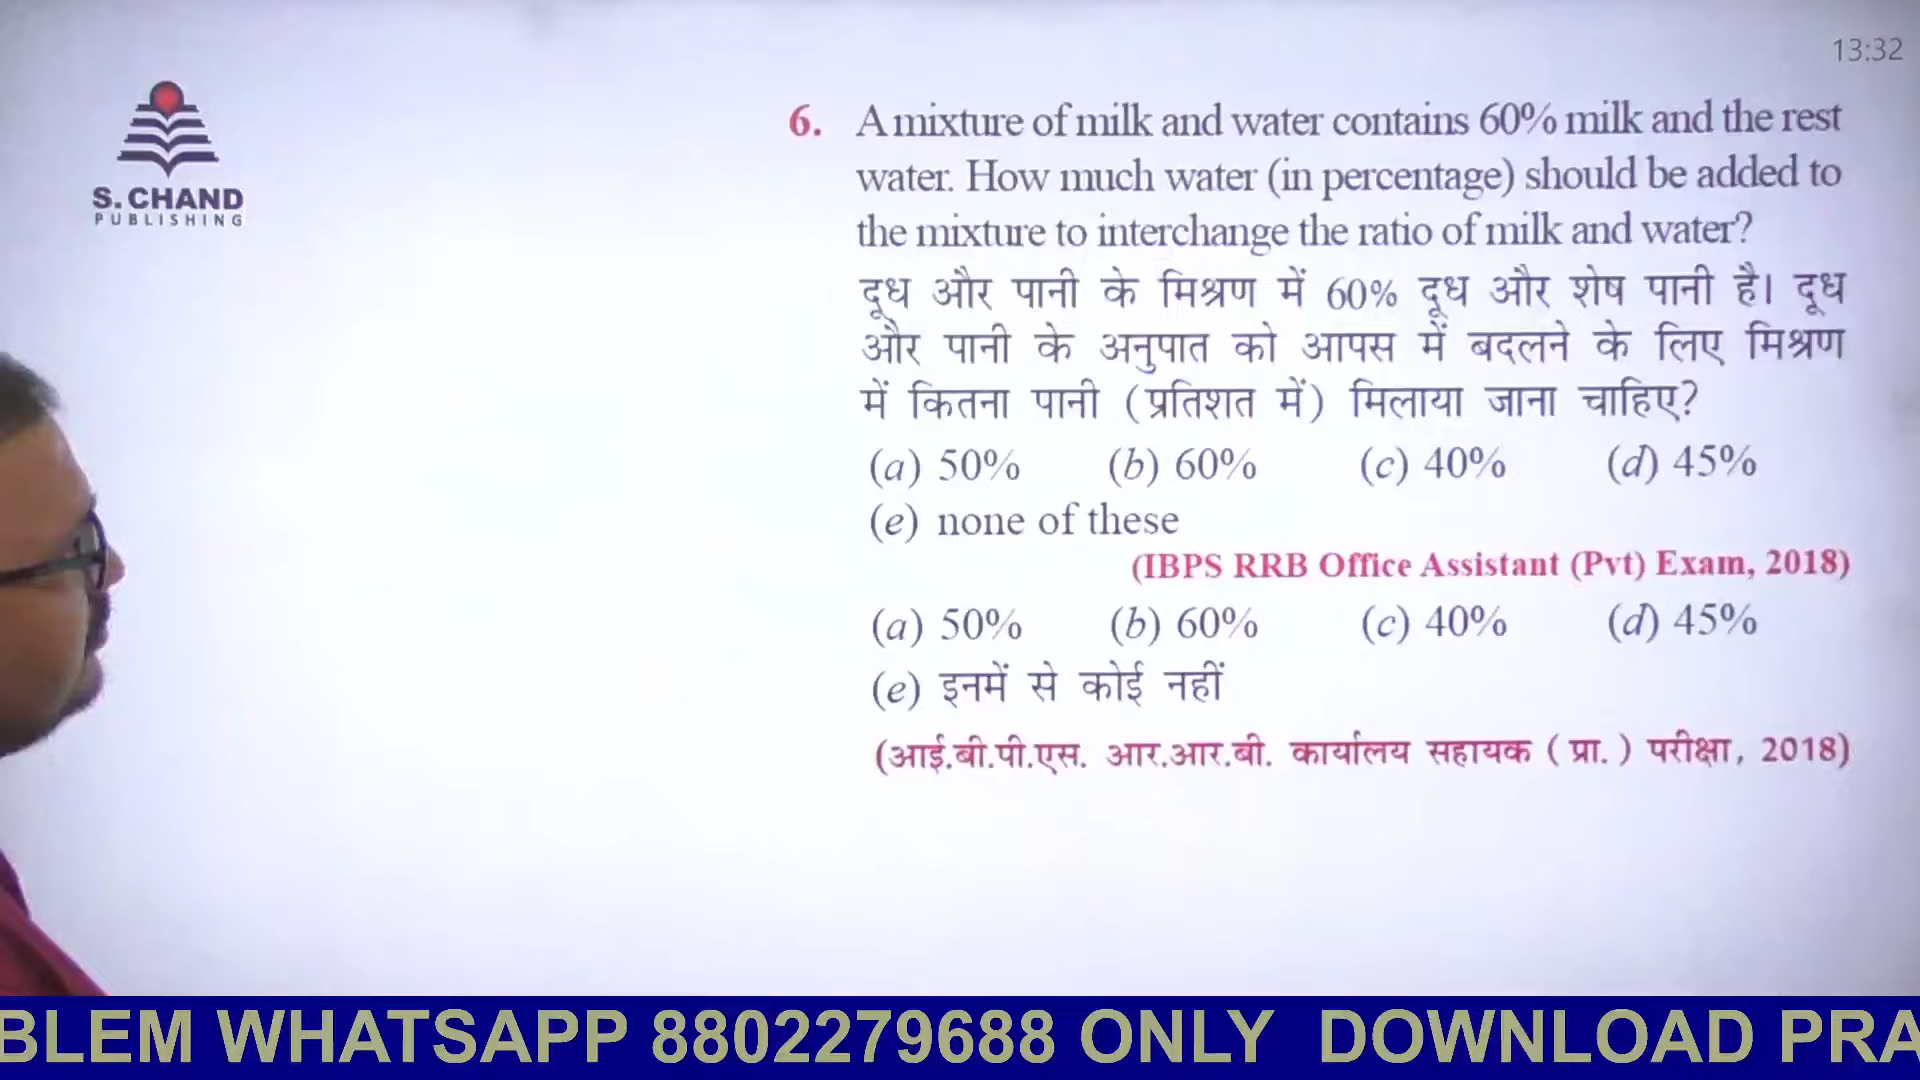 13:32
S. CHAND
PUBLISHING
6. A mixture of milk and water contains 60% milk and the rest
water. How much water (in percentage) should be added to
the mixture to interchange the ratio of milk and water?
दूध और पानी के मिश्रण में 60% दूध और शेष पानी है। दूध
और पानी के अनुपात को आपस में बदलने के लिए मिश्रण
में कितना पानी (प्रतिशत में) मिलाया जाना चाहिए?
(a) 50% (b) 60% (c) 40% (d) 45%
(e) none of these
(IBPS RRB Office Assistant (Pvt) Exam, 2018)
(a) 50% (b) 60% (c) 40% (d) 45%
(e) इनमें से कोई नहीं
(आई.बी.पी.एस. आर.आर.बी. कार्यालय सहायक ( प्रा. ) परीक्षा, 2018)
BLEM WHATSAPP 8802279688 ONLY DOWNLOAD PRA